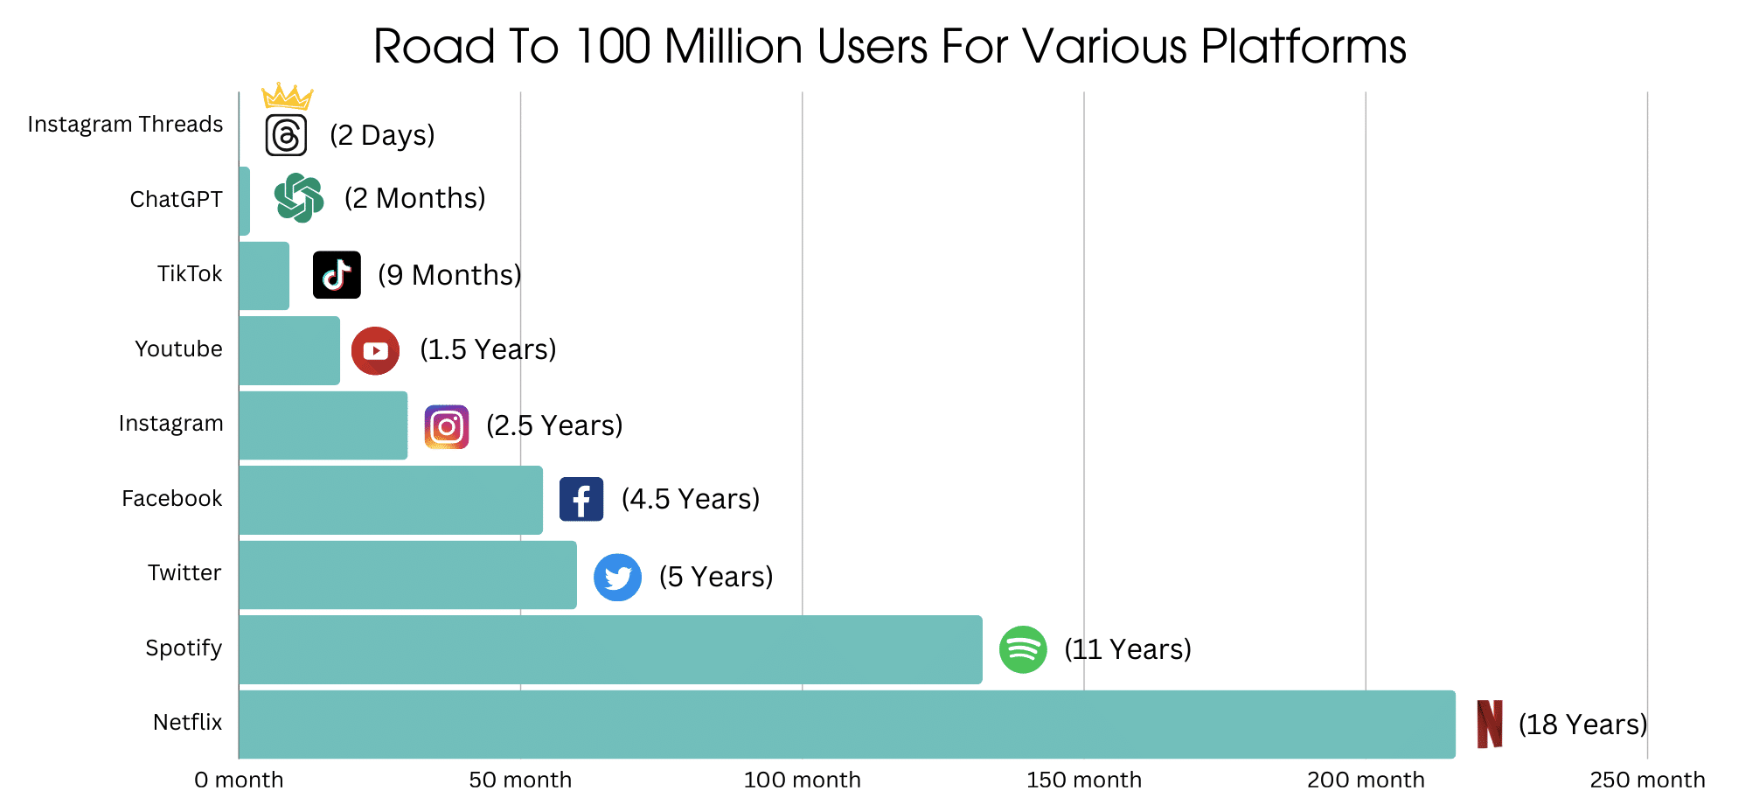 Road To 100 Million Users For Various Platforms
Instagram Threads (2 Days)
ChatGPT (2 Months)
TikTok (9 Months)
Youtube (1.5 Years)
Instagram (2.5 Years)
Facebook f (4.5 Years)
Twitter (5 Years)
Spotify (11 Years)
Netflix N (18 Years)
0 month 50 month 100 month 150 month 200 month 250 month